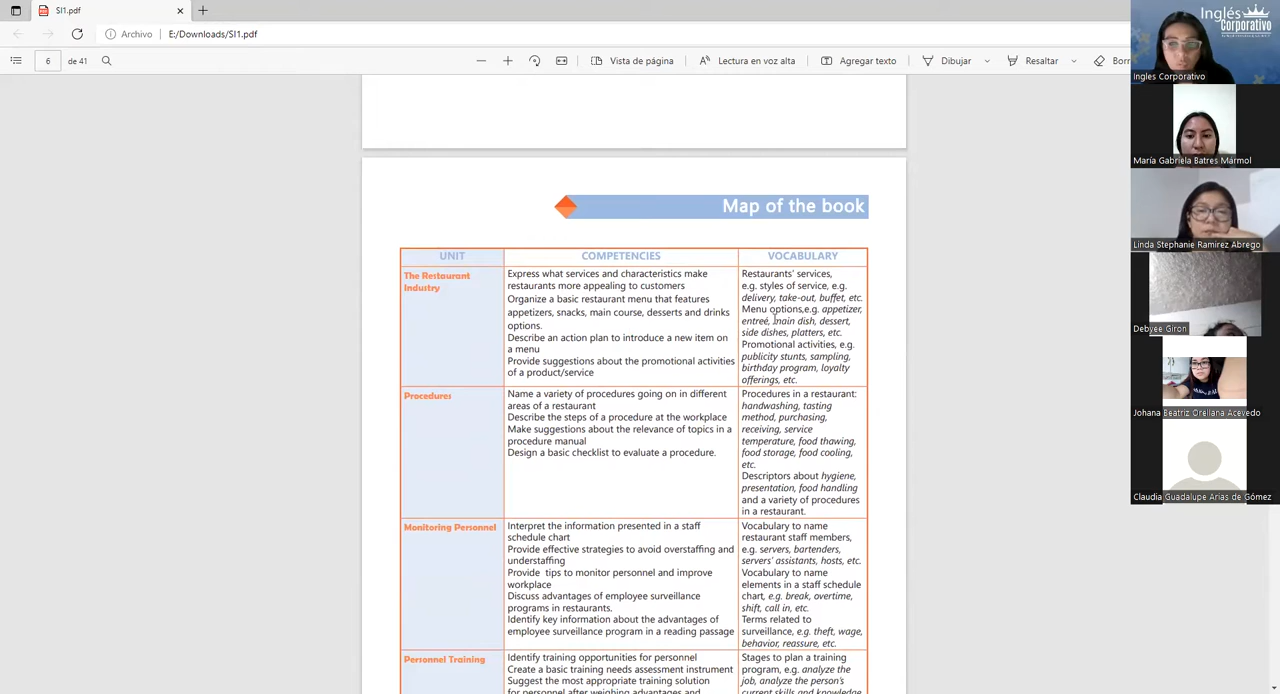 SI1.pdf
Archivo
E:/Downloads/SI1.pdf
6
de 41
Vista de página
Lectura en voz alta
Agregar texto
Dibujar
Resaltar
Borr
Map of the book
UNIT
COMPETENCIES
VOCABULARY
The Restaurant
Industry
Express what services and characteristics make
restaurants more appealing to customers
Organize a basic restaurant menu that features
appetizers, snacks, main course, desserts and drinks
options.
Describe an action plan to introduce a new item on
a menu
Provide suggestions about the promotional activities
of a product/service
Restaurants' services,
e.g. styles of service, e.g.
delivery, take-out, buffet, etc.
Menu options,e.g. appetizer,
entreé, main dish, dessert,
side dishes, platters, etc.
Promotional activities, e.g.
publicity stunts, sampling,
birthday program, loyalty
offerings, etc.
Procedures
Name a variety of procedures going on in different
areas of a restaurant
Describe the steps of a procedure at the workplace
Make suggestions about the relevance of topics in a
procedure manual
Design a basic checklist to evaluate a procedure.
Procedures in a restaurant:
handwashing, tasting
method, purchasing,
receiving, service
temperature, food thawing,
food storage, food cooling,
etc.
Descriptors about hygiene,
presentation, food handling
and a variety of procedures
in a restaurant.
Monitoring Personnel
Interpret the information presented in a staff
schedule chart
Provide effective strategies to avoid overstaffing and
understaffing
Provide tips to monitor personnel and improve
workplace
Discuss advantages of employee surveillance
programs in restaurants.
Identify key information about the advantages of
employee surveillance program in a reading passage
Vocabulary to name
restaurant staff members,
e.g. servers, bartenders,
servers' assistants, hosts, etc.
Vocabulary to name
elements in a staff schedule
chart, e.g. break, overtime,
shift, call in, etc.
Terms related to
surveillance, e.g. theft, wage,
behavior, reassure, etc.
Personnel Training
Identify training opportunities for personnel
Create a basic training needs assessment instrument
Suggest the most appropriate training solution
for personnel after weighing advantages and
Stages to plan a training
program, e.g. analyze the
job, analyze the person's
current skills and knowledge
Inglés
Corporativo
Ingles Corporativo
María Gabriela Batres Mármol
Linda Stephanie Ramirez Abrego
Debyee Giron
Johana Beatriz Orellana Acevedo
Claudia Guadalupe Arias de Gómez